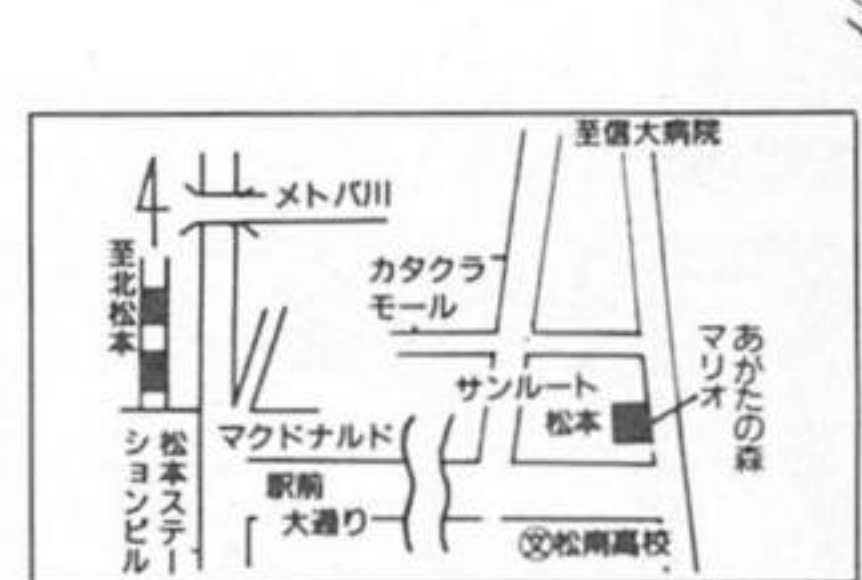 至信大病院
メトバ川
至北松本
カタクラ
モール
あがたの森
マリオ
サンルート
松本
マクドナルド
松本ステー
ションビル
駅前
大通り
㊫松南高校